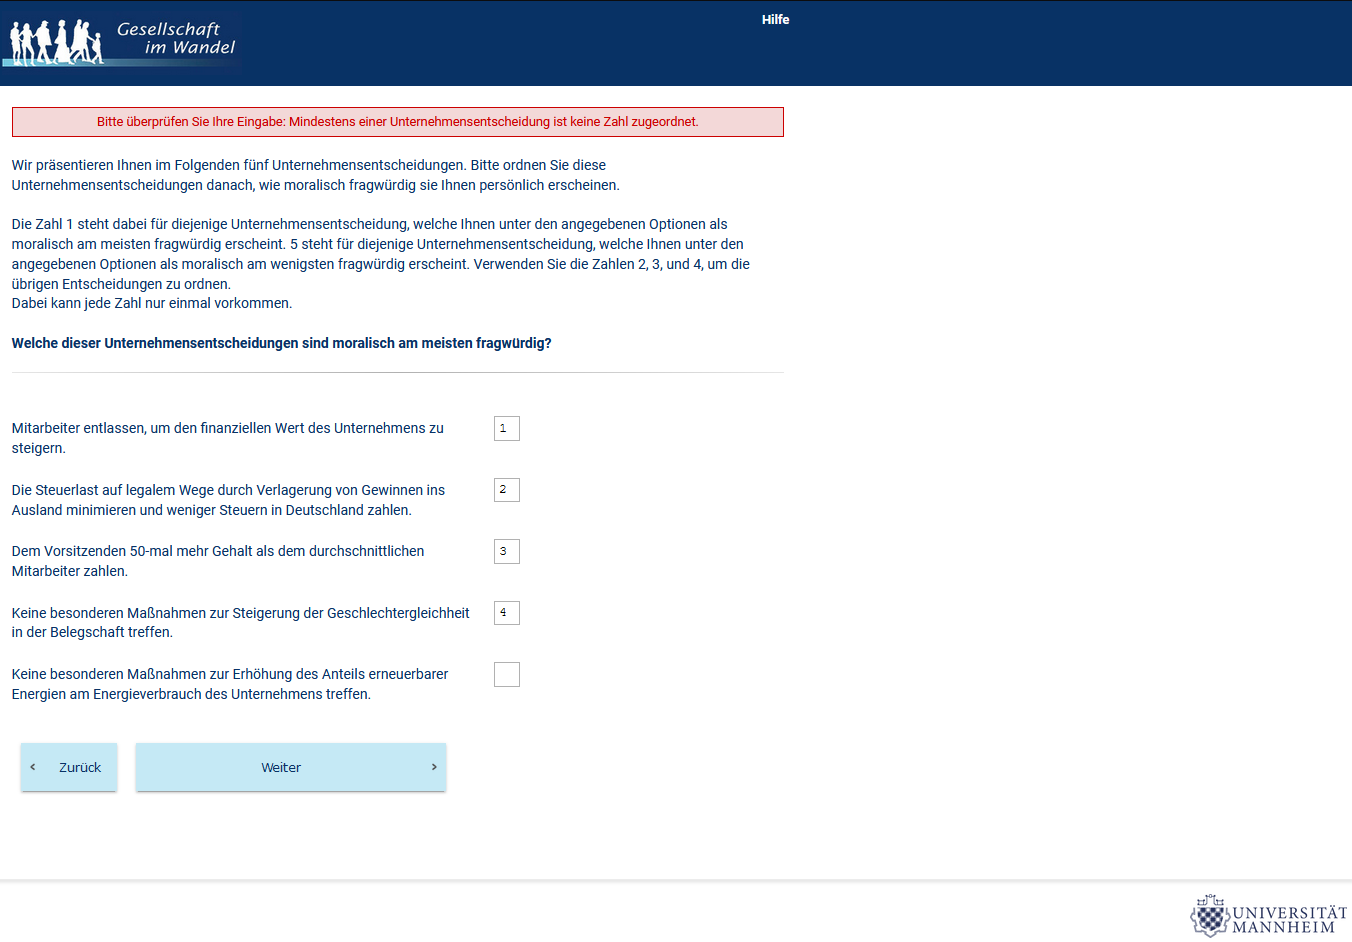 Gesellschaft
im Wandel
Hilfe
Bitte überprüfen Sie Ihre Eingabe: Mindestens einer Unternehmensentscheidung ist keine Zahl zugeordnet.
Wir präsentieren Ihnen im Folgenden fünf Unternehmensentscheidungen. Bitte ordnen Sie diese
Unternehmensentscheidungen danach, wie moralisch fragwürdig sie Ihnen persönlich erscheinen.
Die Zahl 1 steht dabei für diejenige Unternehmensentscheidung, welche Ihnen unter den angegebenen Optionen als
moralisch am meisten fragwürdig erscheint. 5 steht für diejenige Unternehmensentscheidung, welche Ihnen unter den
angegebenen Optionen als moralisch am wenigsten fragwürdig erscheint. Verwenden Sie die Zahlen 2, 3, und 4, um die
übrigen Entscheidungen zu ordnen.
Dabei kann jede Zahl nur einmal vorkommen.
Welche dieser Unternehmensentscheidungen sind moralisch am meisten fragwürdig?
Mitarbeiter entlassen, um den finanziellen Wert des Unternehmens zu
steigern.
1
Die Steuerlast auf legalem Wege durch Verlagerung von Gewinnen ins
Ausland minimieren und weniger Steuern in Deutschland zahlen.
2
Dem Vorsitzenden 50-mal mehr Gehalt als dem durchschnittlichen
Mitarbeiter zahlen.
3
Keine besonderen Maßnahmen zur Steigerung der Geschlechtergleichheit
in der Belegschaft treffen.
4
Keine besonderen Maßnahmen zur Erhöhung des Anteils erneuerbarer
Energien am Energieverbrauch des Unternehmens treffen.
‹ Zurück
Weiter ›
UNIVERSITÄT
MANNHEIM